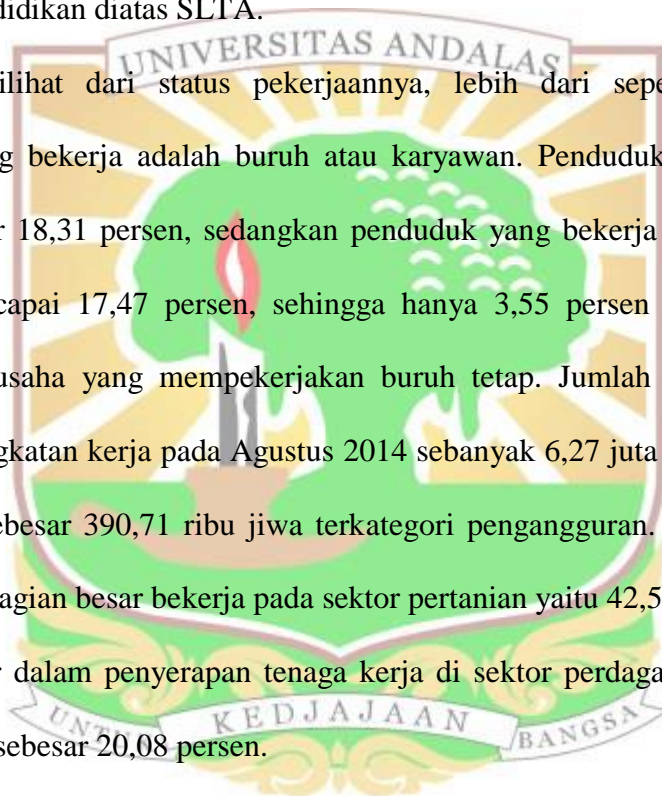 didikan diatas SLTA.
UNIVERSITAS ANDALAS
ilihat dari status pekerjaannya, lebih dari sepe
g bekerja adalah buruh atau karyawan. Penduduk
r 18,31 persen, sedangkan penduduk yang bekerja
capai 17,47 persen, sehingga hanya 3,55 persen
usaha yang mempekerjakan buruh tetap. Jumlah
gkatan kerja pada Agustus 2014 sebanyak 6,27 juta
ebesar 390,71 ribu jiwa terkategori pengangguran.
bagian besar bekerja pada sektor pertanian yaitu 42,5
r dalam penyerapan tenaga kerja di sektor perdaga
UNTUK KEDJAJAAN BANGSA
sebesar 20,08 persen.